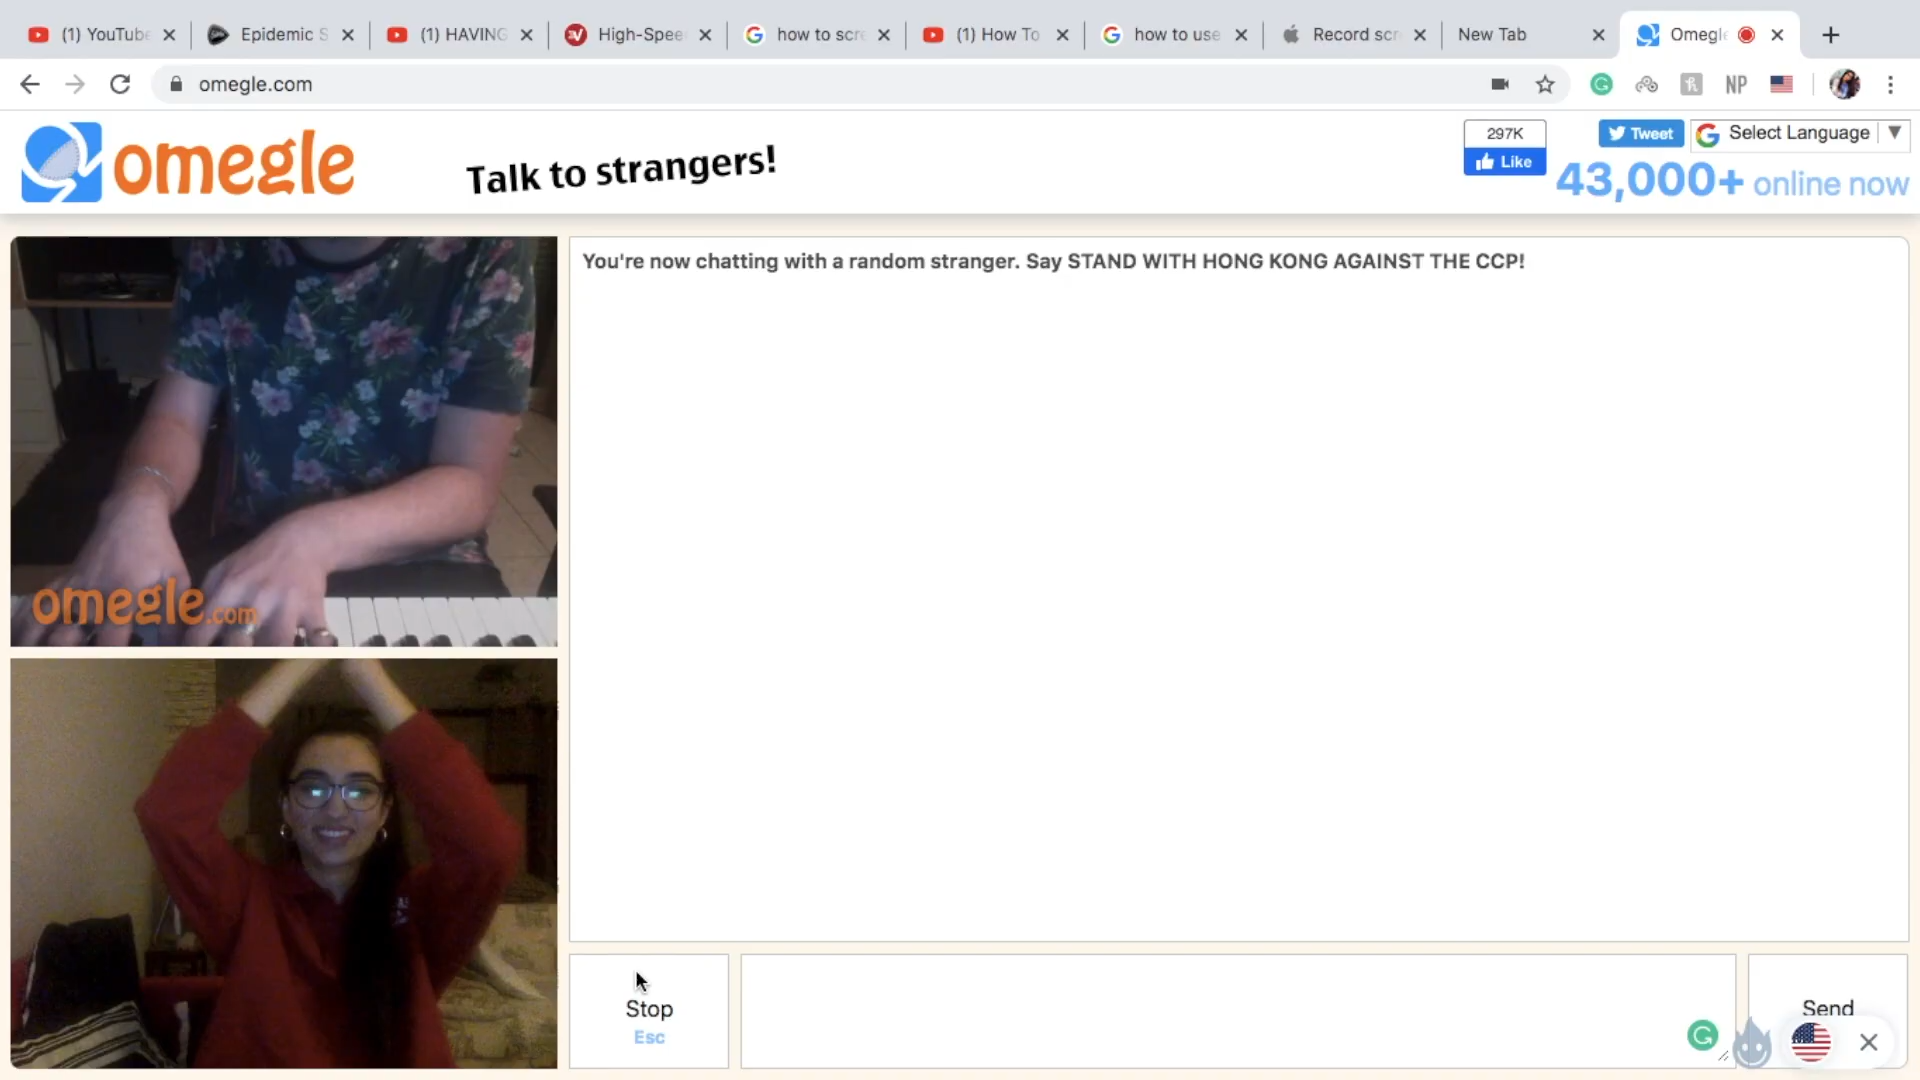 (1) YouTube
Epidemic S
(1) HAVING
High-Spee
how to scre
(1) How To
how to use
Record scr
New Tab
Omegle
omegle.com
NP
omegle
Talk to strangers!
297K
Like
Tweet
Select Language
43,000+ online now
You're now chatting with a random stranger. Say STAND WITH HONG KONG AGAINST THE CCP!
omegle.com
Stop
Esc
Send